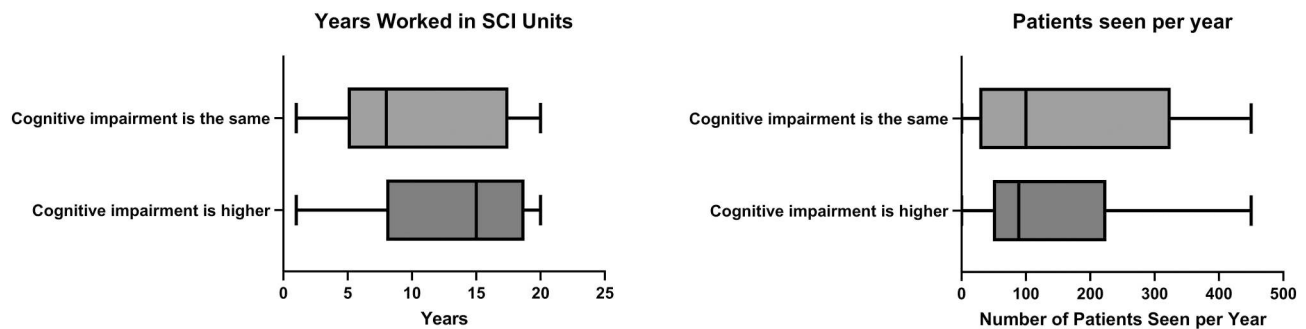 Years Worked in SCI Units
Cognitive impairment is the same
Cognitive impairment is higher
0 5 10 15 20 25
Years
Patients seen per year
Cognitive impairment is the same
Cognitive impairment is higher
0 100 200 300 400 500
Number of Patients Seen per Year